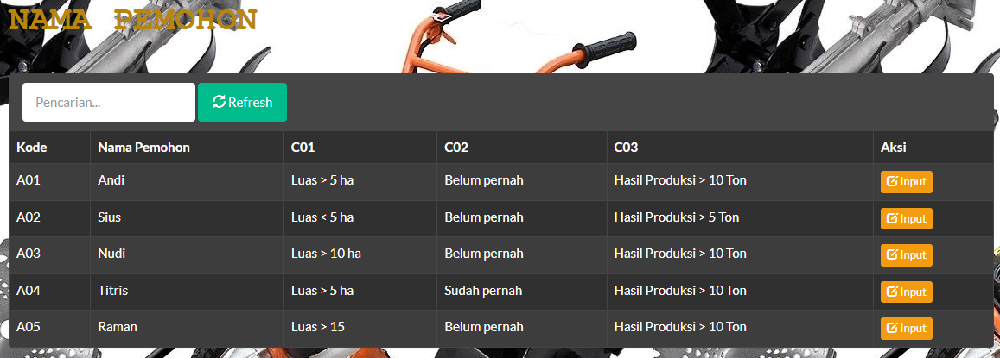 NAMA PEMOHON
Pencarian... Refresh
Kode Nama Pemohon C01 C02 C03 Aksi
A01 Andi Luas > 5 ha Belum pernah Hasil Produksi > 10 Ton Input
A02 Sius Luas < 5 ha Belum pernah Hasil Produksi > 5 Ton Input
A03 Nudi Luas > 10 ha Belum pernah Hasil Produksi > 10 Ton Input
A04 Titris Luas > 5 ha Sudah pernah Hasil Produksi > 10 Ton Input
A05 Raman Luas > 15 Belum pernah Hasil Produksi > 10 Ton Input